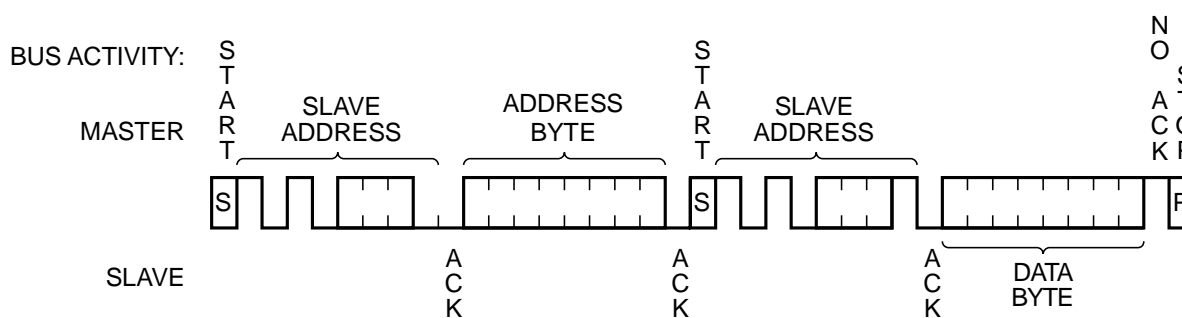 BUS ACTIVITY:
MASTER
START
SLAVE
ADDRESS
ADDRESS
BYTE
START
SLAVE
ADDRESS
NO ACK
S
S
SLAVE
ACK
ACK
ACK
DATA
BYTE